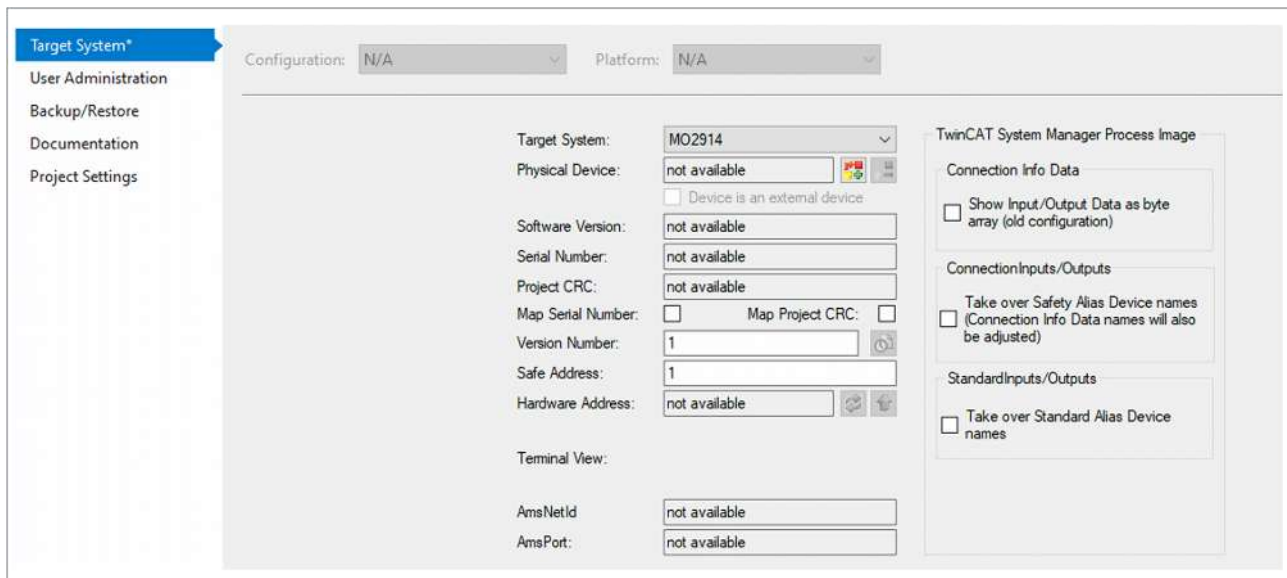 Target System*
User Administration
Backup/Restore
Documentation
Project Settings
Configuration: N/A Platform: N/A
Target System: MO2914
Physical Device: not available
Device is an external device
Software Version: not available
Serial Number: not available
Project CRC: not available
Map Serial Number: Map Project CRC:
Version Number: 1
Safe Address: 1
Hardware Address: not available
Terminal View:
AmsNetId not available
AmsPort: not available
TwinCAT System Manager Process Image
Connection Info Data
Show Input/Output Data as byte
array (old configuration)
ConnectionInputs/Outputs
Take over Safety Alias Device names
(Connection Info Data names will also
be adjusted)
StandardInputs/Outputs
Take over Standard Alias Device
names